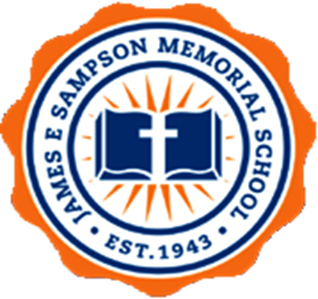 JAMES E SAMPSON MEMORIAL SCHOOL
• EST.1943 •